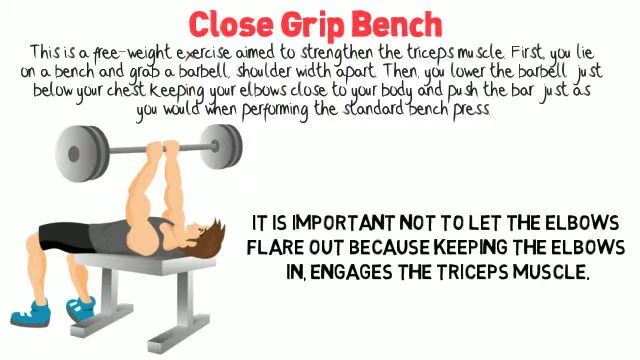 Close Grip Bench
This is a free-weight exercise aimed to strengthen the triceps muscle. First, you lie
on a bench and grab a barbell, shoulder width apart. Then, you lower the barbell just
below your chest keeping your elbows close to your body and push the bar just as
you would when performing the standard bench press.
IT IS IMPORTANT NOT TO LET THE ELBOWS
FLARE OUT BECAUSE KEEPING THE ELBOWS
IN, ENGAGES THE TRICEPS MUSCLE.